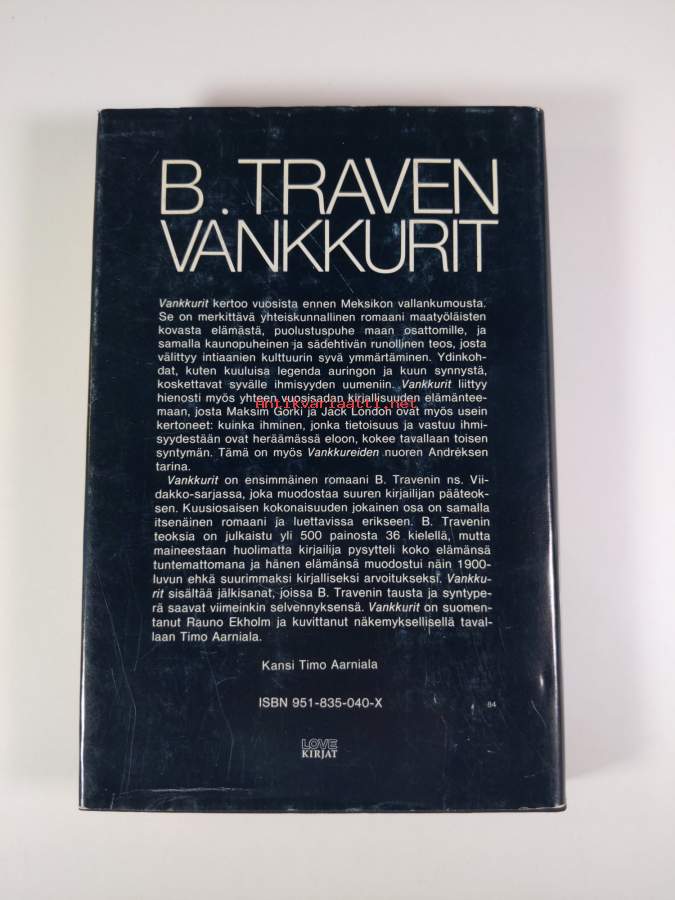 B. TRAVEN
VANKKURIT
Vankkurit kertoo vuosista ennen Meksikon vallankumousta.
Se on merkittävä yhteiskunnallinen romaani maatyöläisten
kovasta elämästä, puolustuspuhe maan osattomille, ja
samalla kaunopuheinen ja sädehtivän runollinen teos, josta
välittyy intiaanien kulttuurin syvä ymmärtäminen. Ydinkoh-
dat, kuten kuuluisa legenda auringon ja kuun synnystä,
koskettavat syvälle ihmisyyden uumeniin. Vankkurit liittyy
hienosti myös yhteen vuosisadan kirjallisuuden elämäntee-
Antikvariaatti.net
maan, josta Maksim Gorki ja Jack London ovat myös usein
kertoneet: kuinka ihminen, jonka tietoisuus ja vastuu ihmi-
syydestään ovat heräämässä eloon, kokee tavallaan toisen
syntymän. Tämä on myös Vankkureiden nuoren Andréksen
tarina.
Vankkurit on ensimmäinen romaani B. Travenin ns. Vii-
dakko-sarjassa, joka muodostaa suuren kirjailijan pääteok-
sen. Kuusiosaisen kokonaisuuden jokainen osa on samalla
itsenäinen romaani ja luettavissa erikseen. B. Travenin
teoksia on julkaistu yli 500 painosta 36 kielellä, mutta
maineestaan huolimatta kirjailija pysytteli koko elämänsä
tuntemattomana ja hänen elämänsä muodostui näin 1900-
luvun ehkä suurimmaksi kirjalliseksi arvoitukseksi. Vankku-
rit sisältää jälkisanat, joissa B. Travenin tausta ja syntype-
rä saavat viimeinkin selvennyksensä. Vankkurit on suomen-
tanut Rauno Ekholm ja kuvittanut näkemyksellisellä taval-
laan Timo Aarniala.
Kansi Timo Aarniala
ISBN 951-835-040-X
84
LOVE
KIRJAT